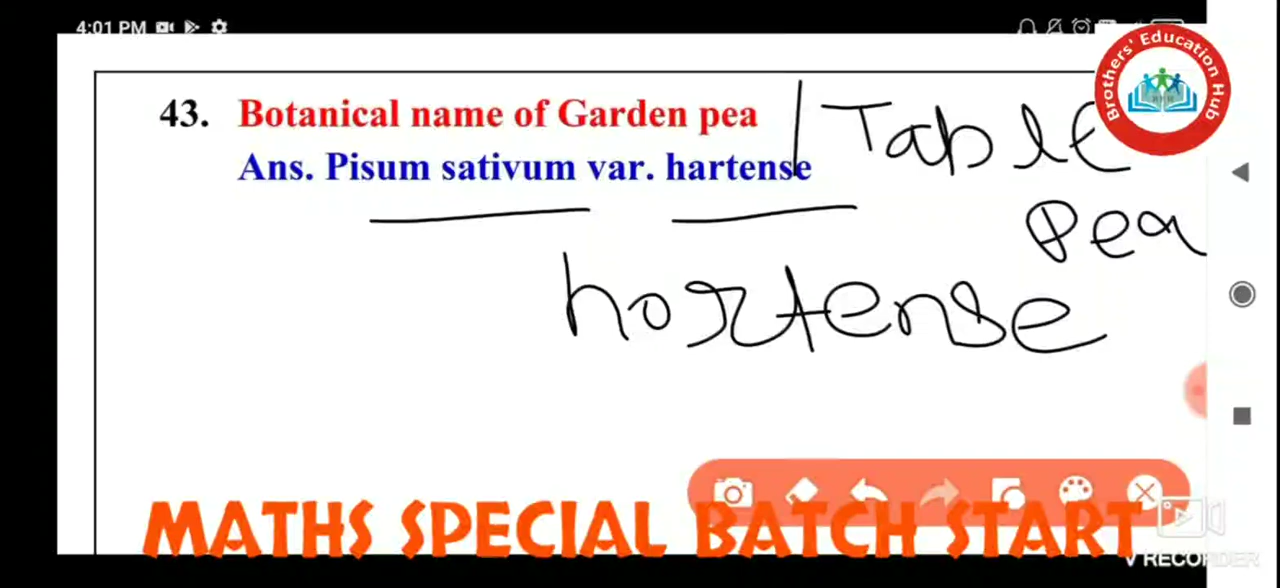 4:01 PM
Brothers' Education Hub
43. Botanical name of Garden pea / Table
Ans. Pisum sativum var. hartense
Pea
hortense
MATHS SPECIAL BATCH START
V RECORDER